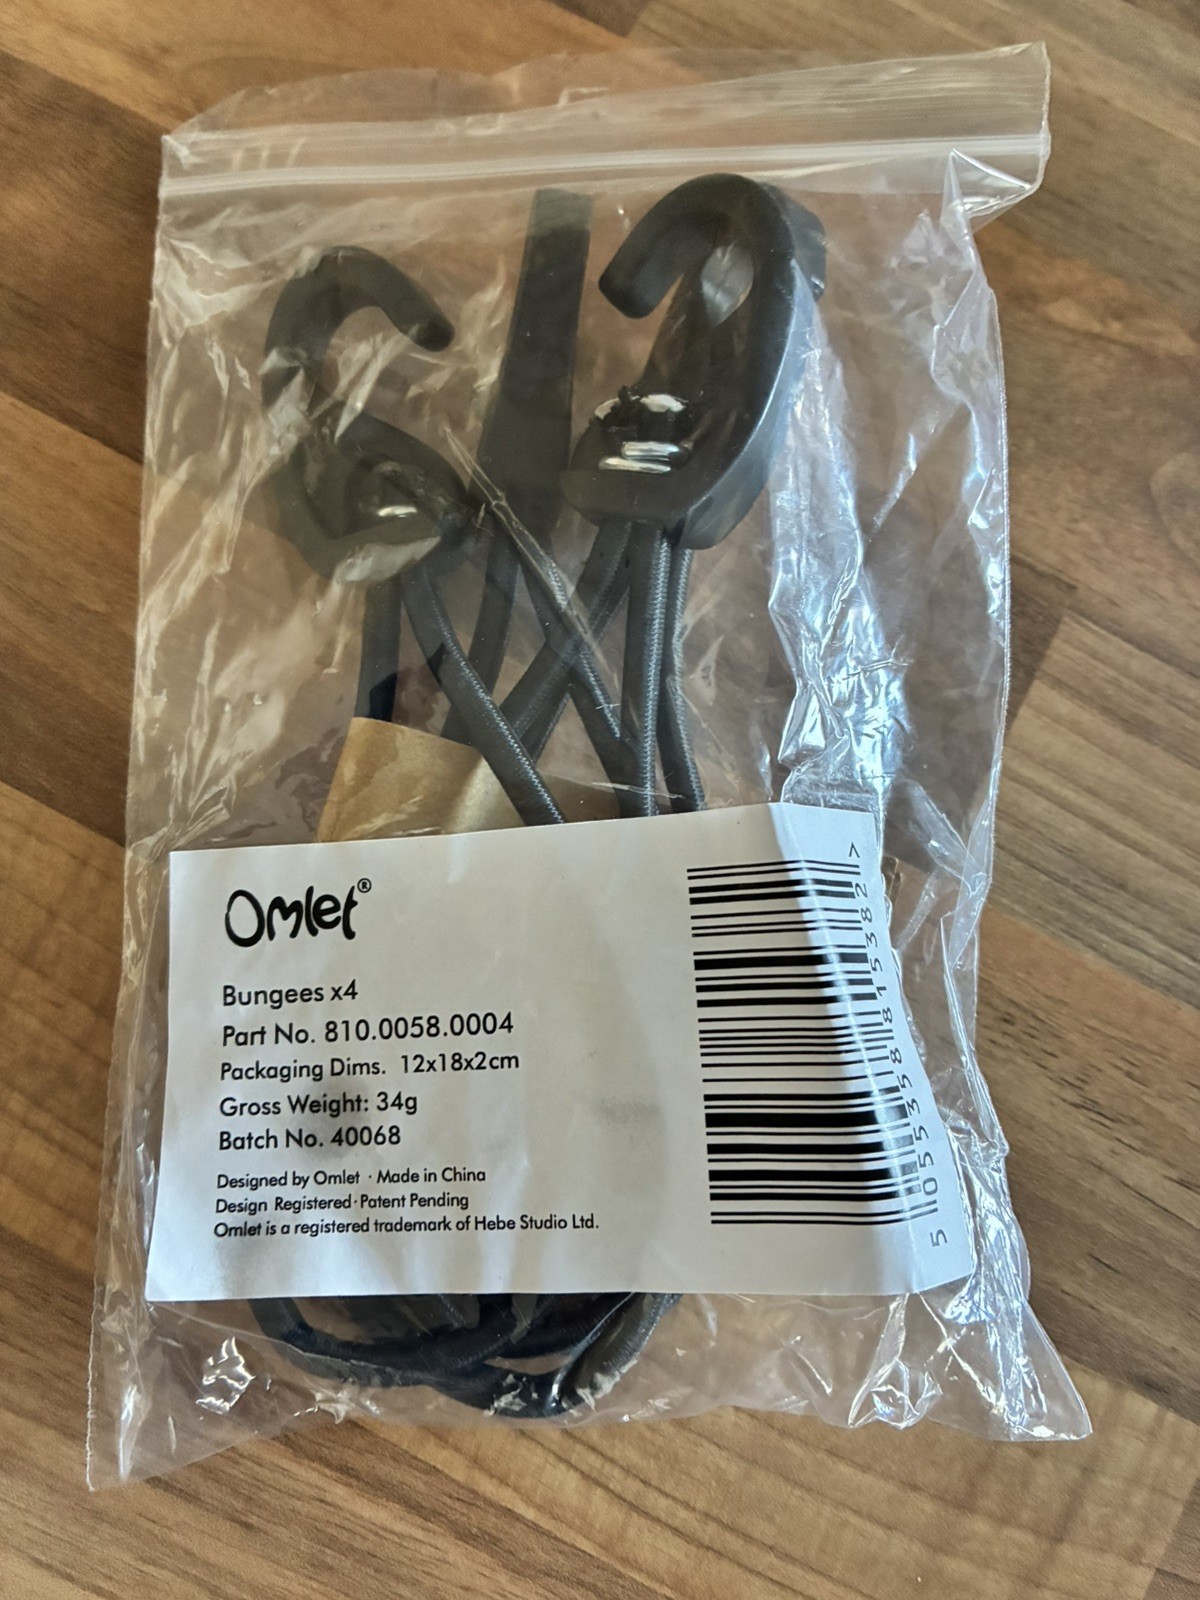 Omlet®
Bungees x4
Part No. 810.0058.0004
Packaging Dims. 12x18x2cm
Gross Weight: 34g
Batch No. 40068
Designed by Omlet · Made in China
Design Registered · Patent Pending
Omlet is a registered trademark of Hebe Studio Ltd.
5 055358 815382 >